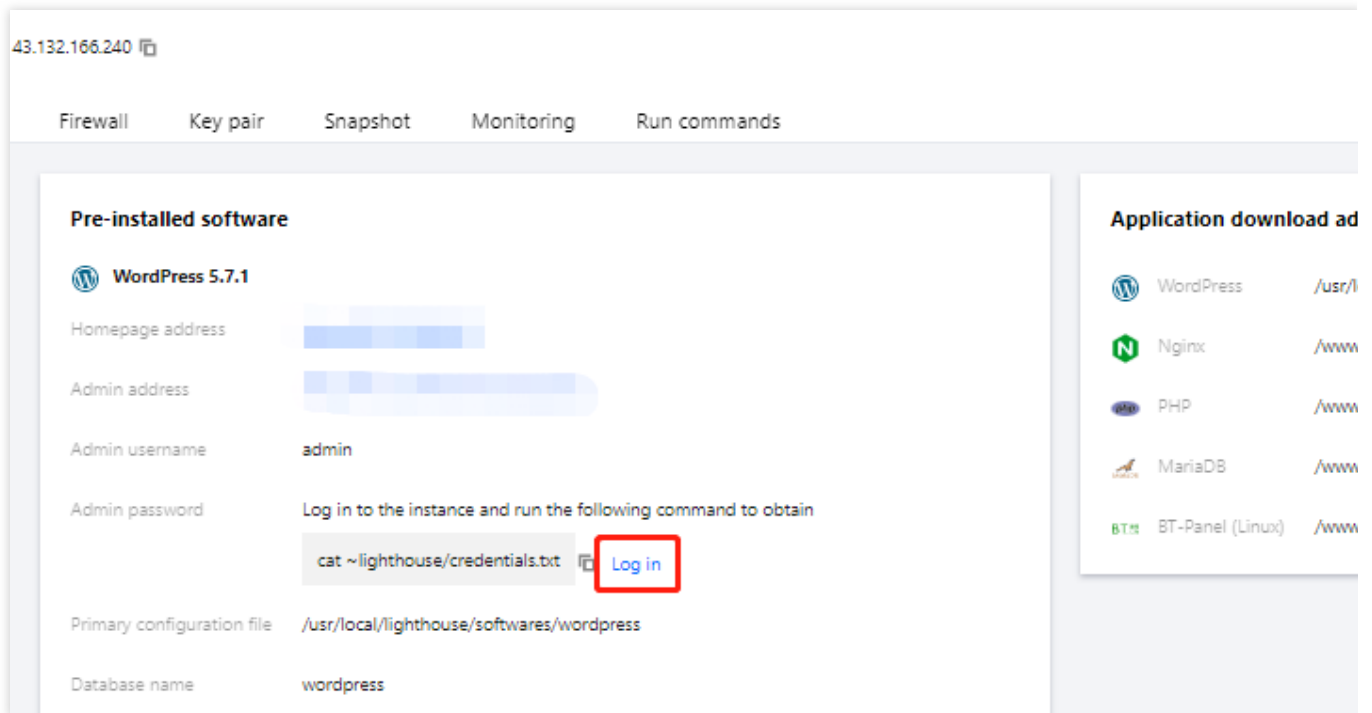 43.132.166.240
Firewall Key pair Snapshot Monitoring Run commands
Pre-installed software
WordPress 5.7.1
Homepage address
Admin address
Admin username admin
Admin password Log in to the instance and run the following command to obtain
cat ~lighthouse/credentials.txt Log in
Primary configuration file /usr/local/lighthouse/softwares/wordpress
Database name wordpress
Application download ad
WordPress /usr/l
Nginx /www
PHP /www
MariaDB /www
BT-Panel (Linux) /www